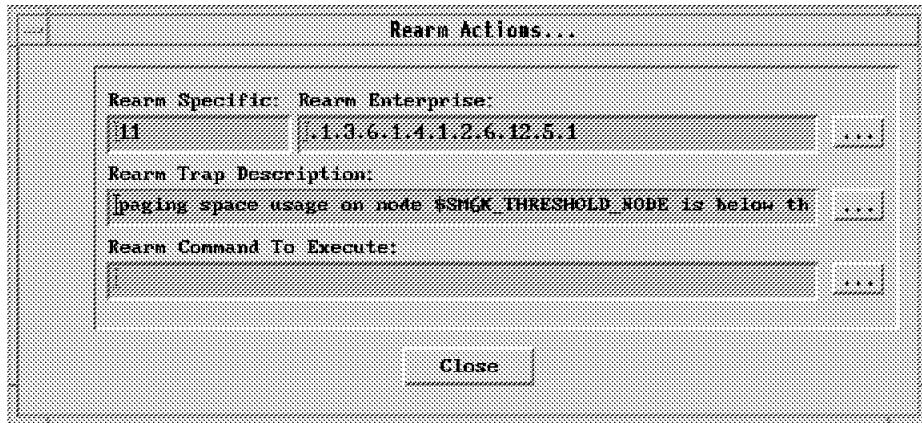 Rearm Actions...
Rearm Specific: Rearm Enterprise:
11 .1.3.6.1.4.1.2.6.12.5.1 ...
Rearm Trap Description:
paging space usage on node $SMGK_THRESHOLD_NODE is below th ...
Rearm Command To Execute:
...
Close